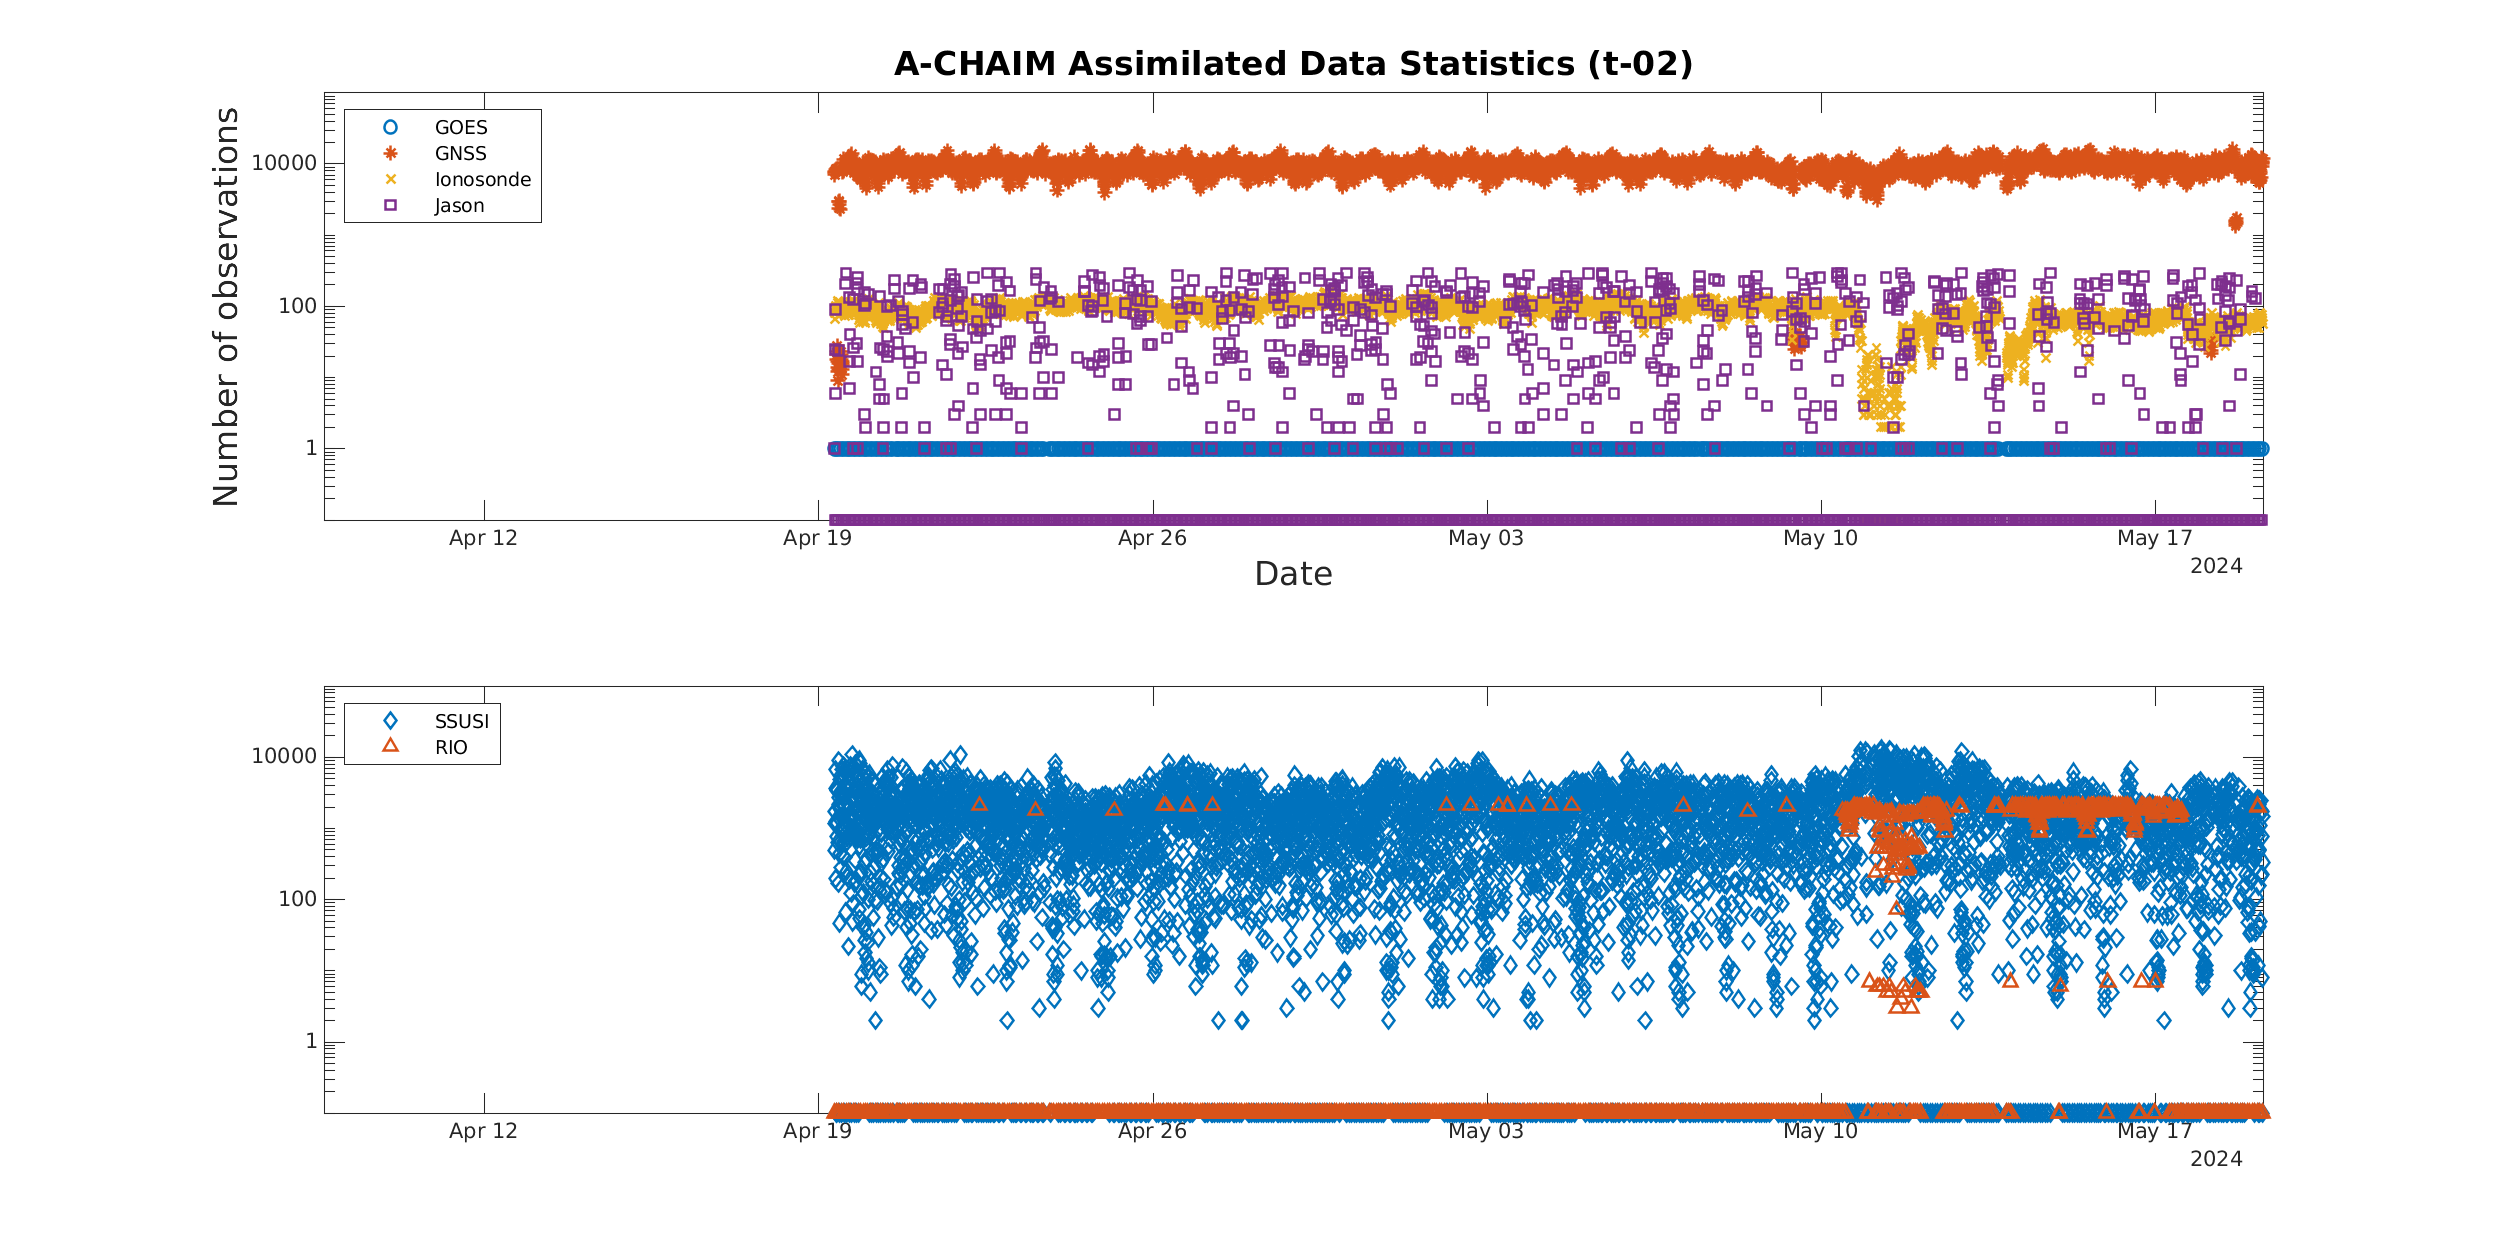 A-CHAIM Assimilated Data Statistics (t-02)
Number of observations
10000
100
1
GOES
GNSS
Ionosonde
Jason
Apr 12
Apr 19
Apr 26
May 03
May 10
May 17
2024
Date
10000
100
1
SSUSI
RIO
Apr 12
Apr 19
Apr 26
May 03
May 10
May 17
2024